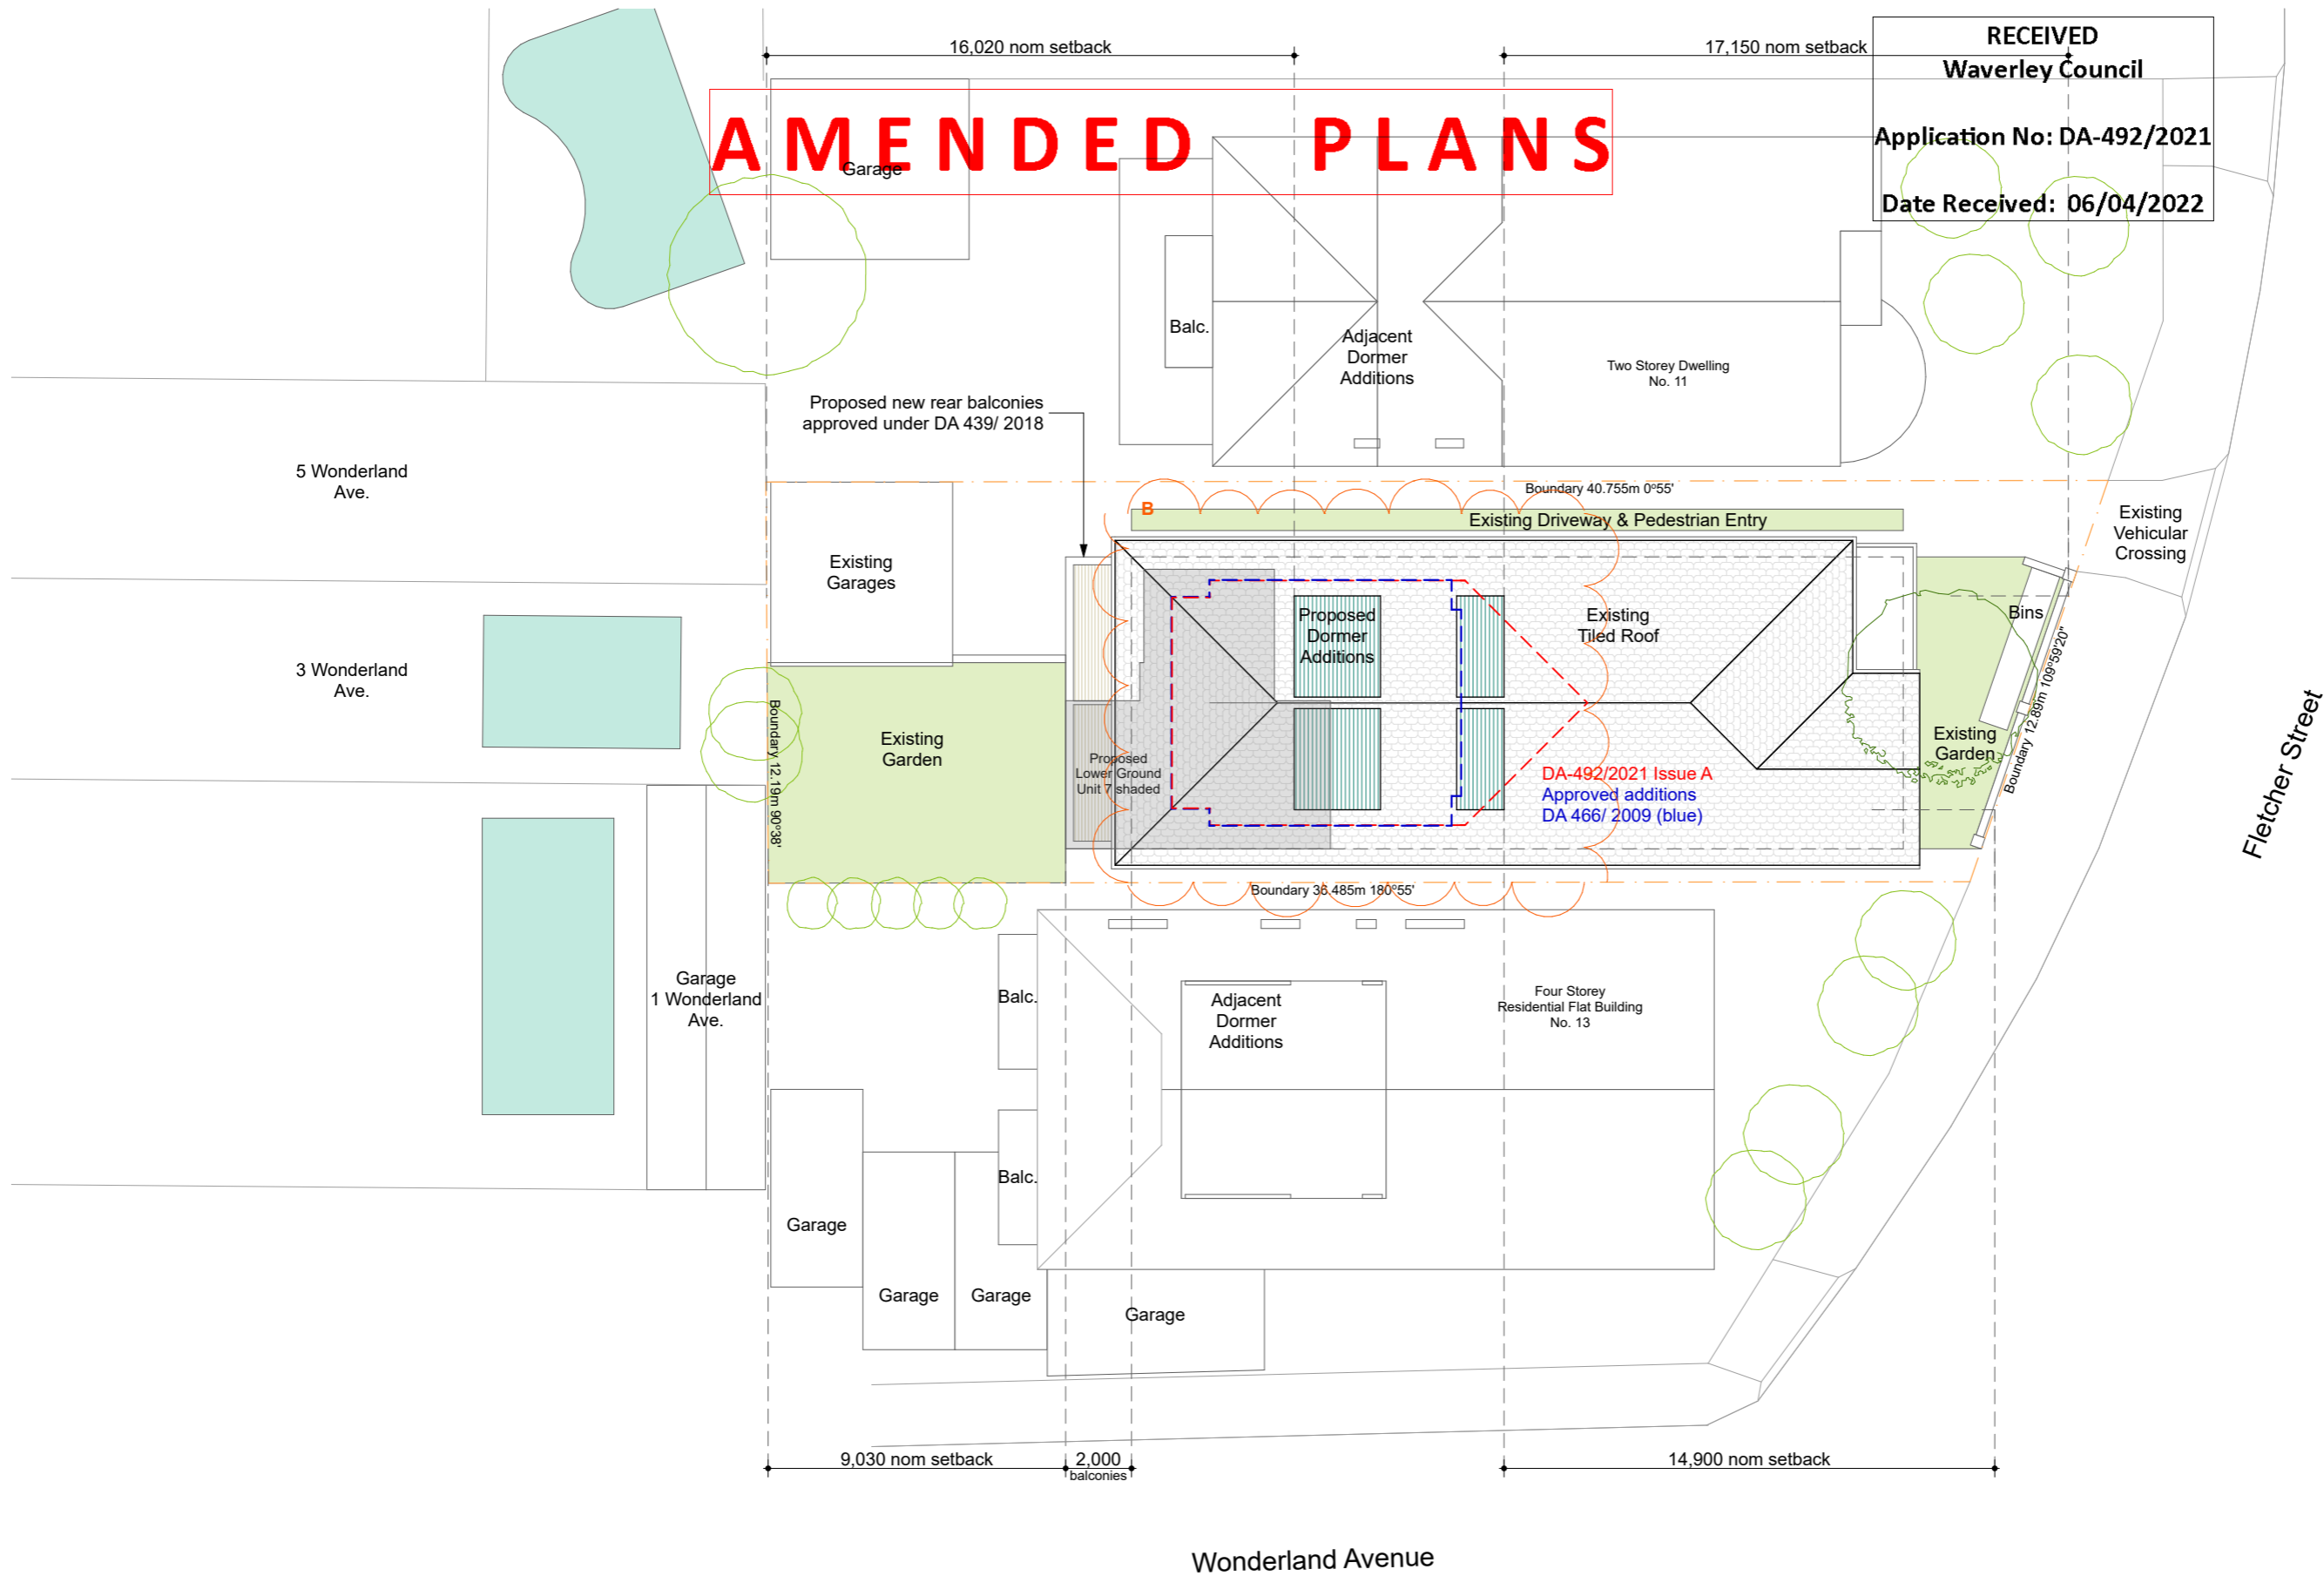 16,020 nom setback
17,150 nom setback
RECEIVED
Waverley Council
Application No: DA-492/2021
Date Received: 06/04/2022
AMENDED PLANS
Garage
Balc.
Adjacent
Dormer
Additions
Two Storey Dwelling
No. 11
Proposed new rear balconies
approved under DA 439/ 2018
5 Wonderland
Ave.
Boundary 40.755m 0°55'
B
Existing Driveway & Pedestrian Entry
Existing
Vehicular
Crossing
Existing
Garages
Proposed
Dormer
Additions
Existing
Tiled Roof
Bins
3 Wonderland
Ave.
Boundary 12.19m 90°38'
Existing
Garden
Proposed
Lower Ground
Unit 7 shaded
Existing
Garden
Boundary 12.89m 109°59'20"
Fletcher Street
DA-492/2021 Issue A
Approved additions
DA 466/ 2009 (blue)
Boundary 36.485m 180°55'
Garage
1 Wonderland
Ave.
Balc.
Adjacent
Dormer
Additions
Four Storey
Residential Flat Building
No. 13
Balc.
Garage
Garage
Garage
Garage
9,030 nom setback
2,000
balconies
14,900 nom setback
Wonderland Avenue